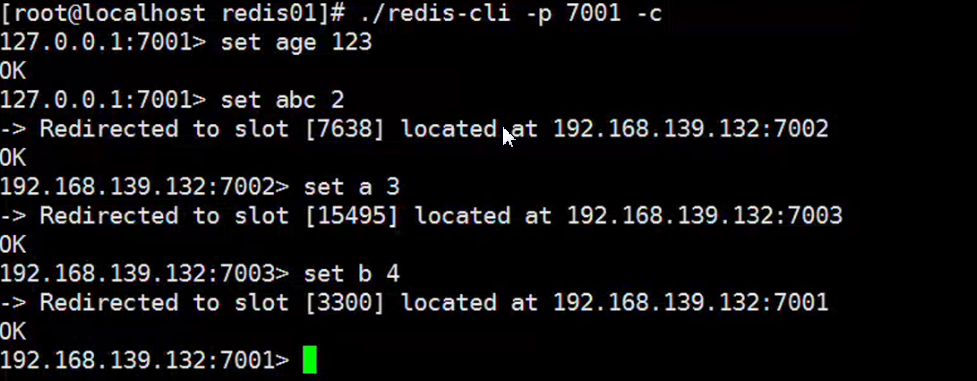 [root@localhost redis01]# ./redis-cli -p 7001 -c
127.0.0.1:7001> set age 123
OK
127.0.0.1:7001> set abc 2
-> Redirected to slot [7638] located at 192.168.139.132:7002
OK
192.168.139.132:7002> set a 3
-> Redirected to slot [15495] located at 192.168.139.132:7003
OK
192.168.139.132:7003> set b 4
-> Redirected to slot [3300] located at 192.168.139.132:7001
OK
192.168.139.132:7001>